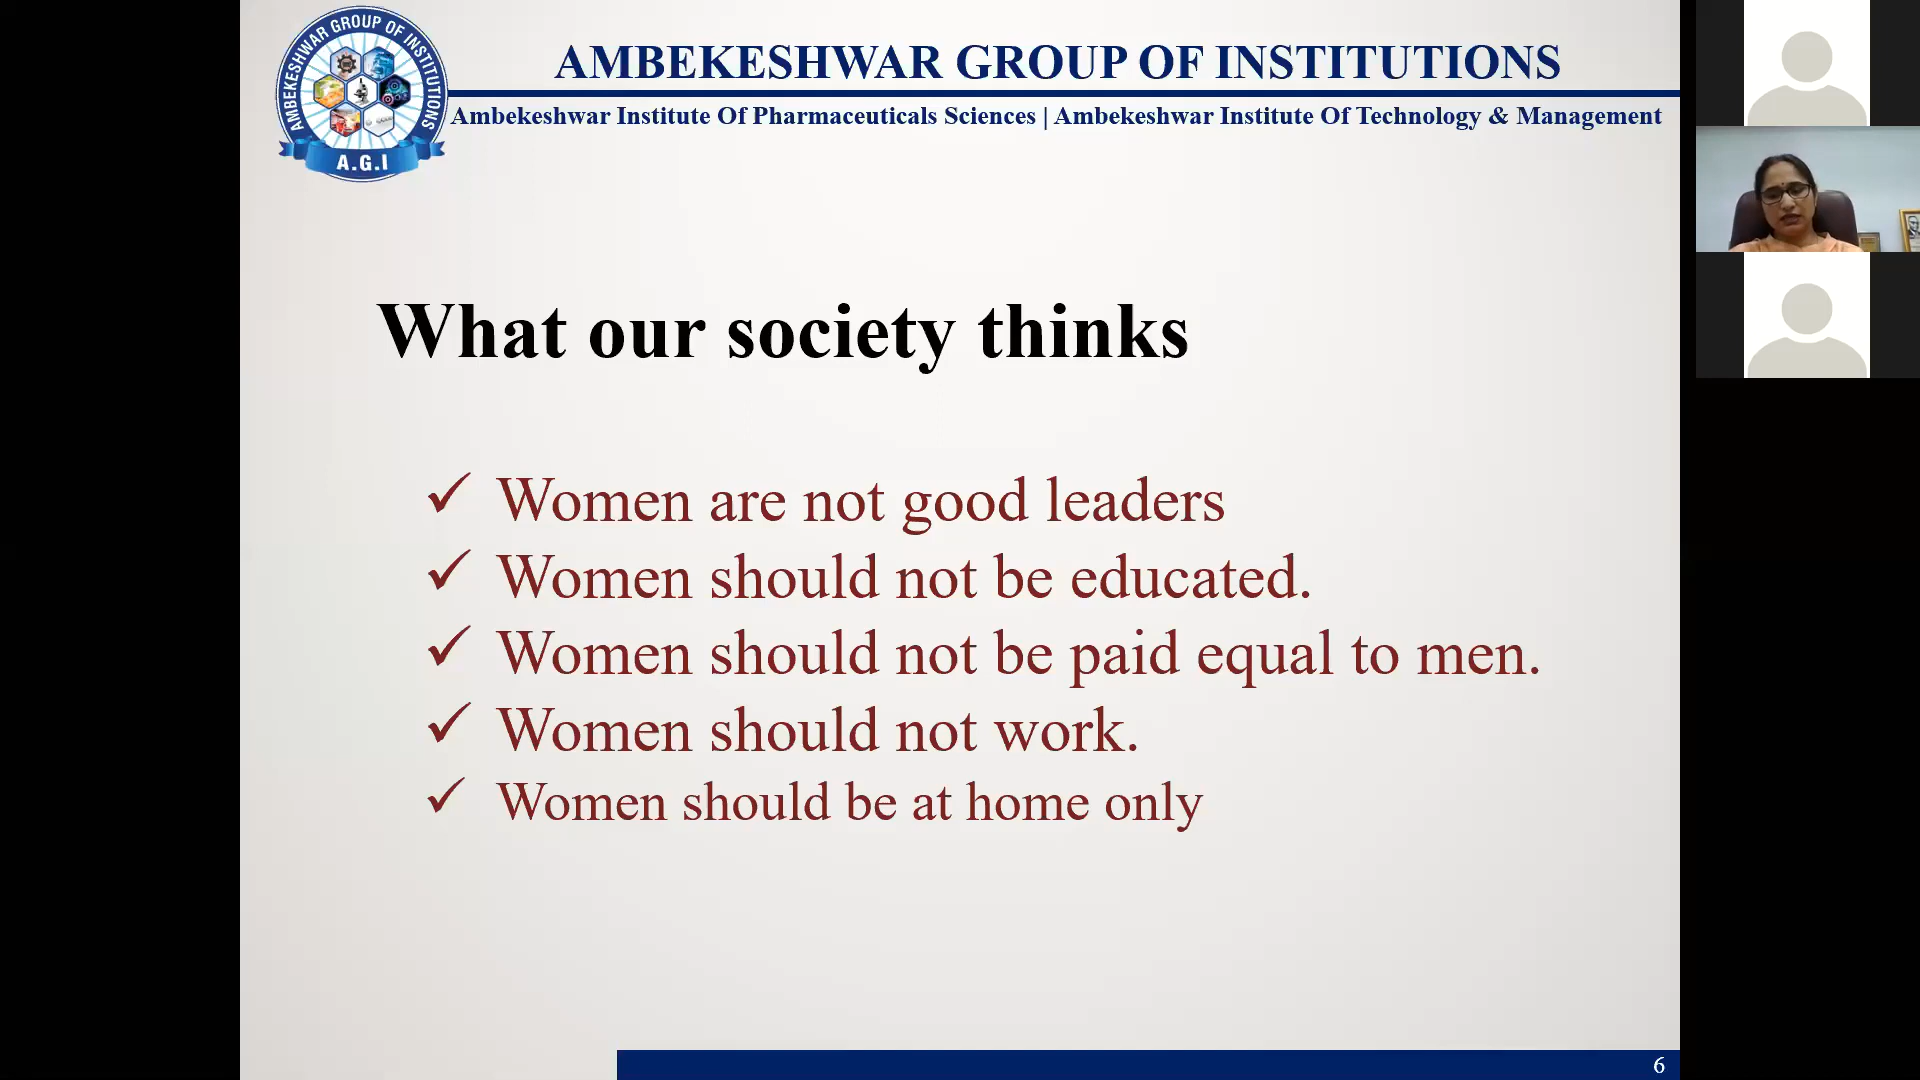 AMBEKESHWAR GROUP OF INSTITUTIONS
A.G.I
AMBEKESHWAR GROUP OF INSTITUTIONS
Ambekeshwar Institute Of Pharmaceuticals Sciences | Ambekeshwar Institute Of Technology & Management
What our society thinks
✓ Women are not good leaders
✓ Women should not be educated.
✓ Women should not be paid equal to men.
✓ Women should not work.
✓ Women should be at home only
6